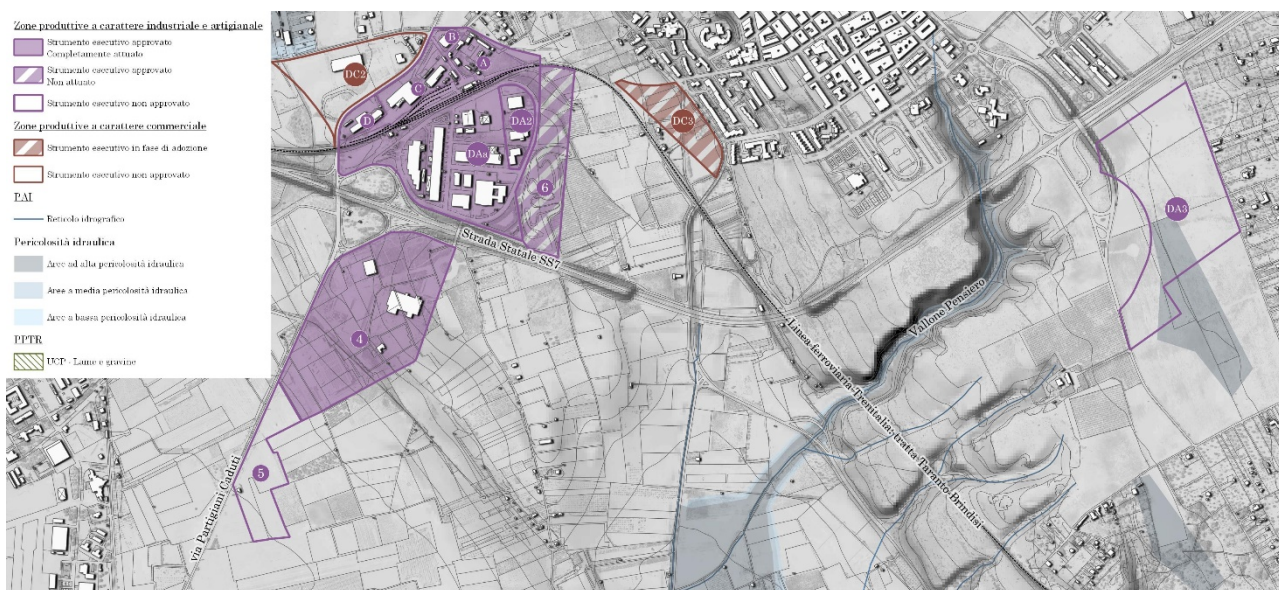 Zone produttive a carattere industriale e artigianale
Strumento esecutivo approvato
Completamente attuato
Strumento esecutivo approvato
Non attuato
Strumento esecutivo non approvato
Zone produttive a carattere commerciale
Strumento esecutivo in fase di adozione
Strumento esecutivo non approvato
PAI
Reticolo idrografico
Pericolosità idraulica
Aree ad alta pericolosità idraulica
Aree a media pericolosità idraulica
Aree a bassa pericolosità idraulica
PPTR
UCP - Lame e gravine
B
A
DC2
C
D
DA2
DAa
6
DC3
DA3
Strada Statale SS7
Vallone Pensiero
4
Linea ferroviaria Trenitalia, tratta Taranto-Brindisi
5
via Partigiani Caduti